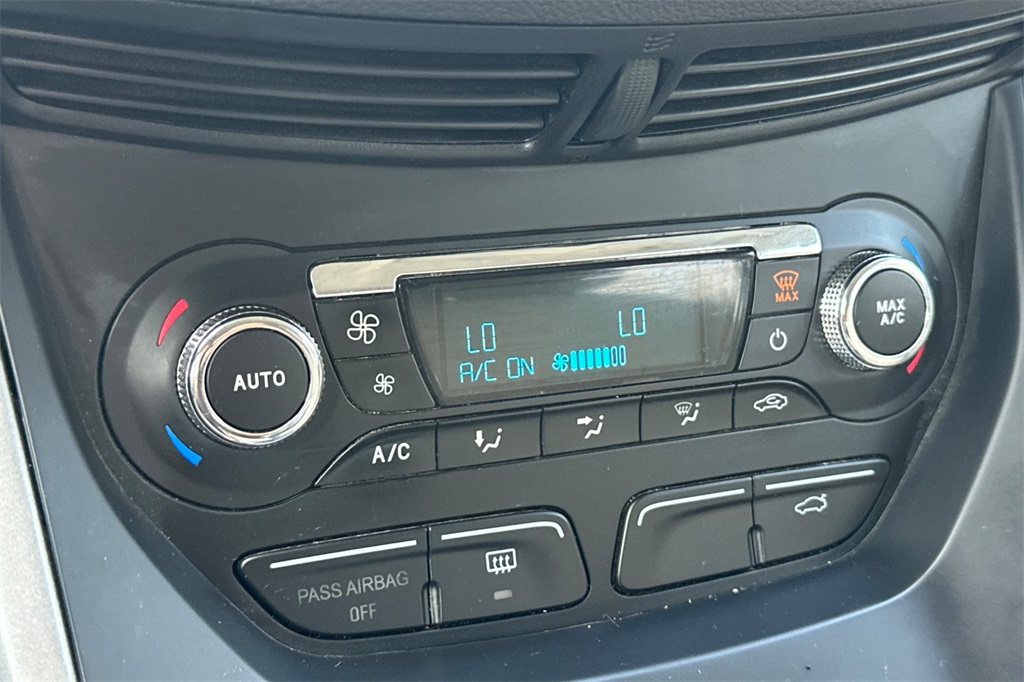 MAX
LO LO
MAX
A/C
AUTO
A/C ON
A/C
PASS AIRBAG
OFF